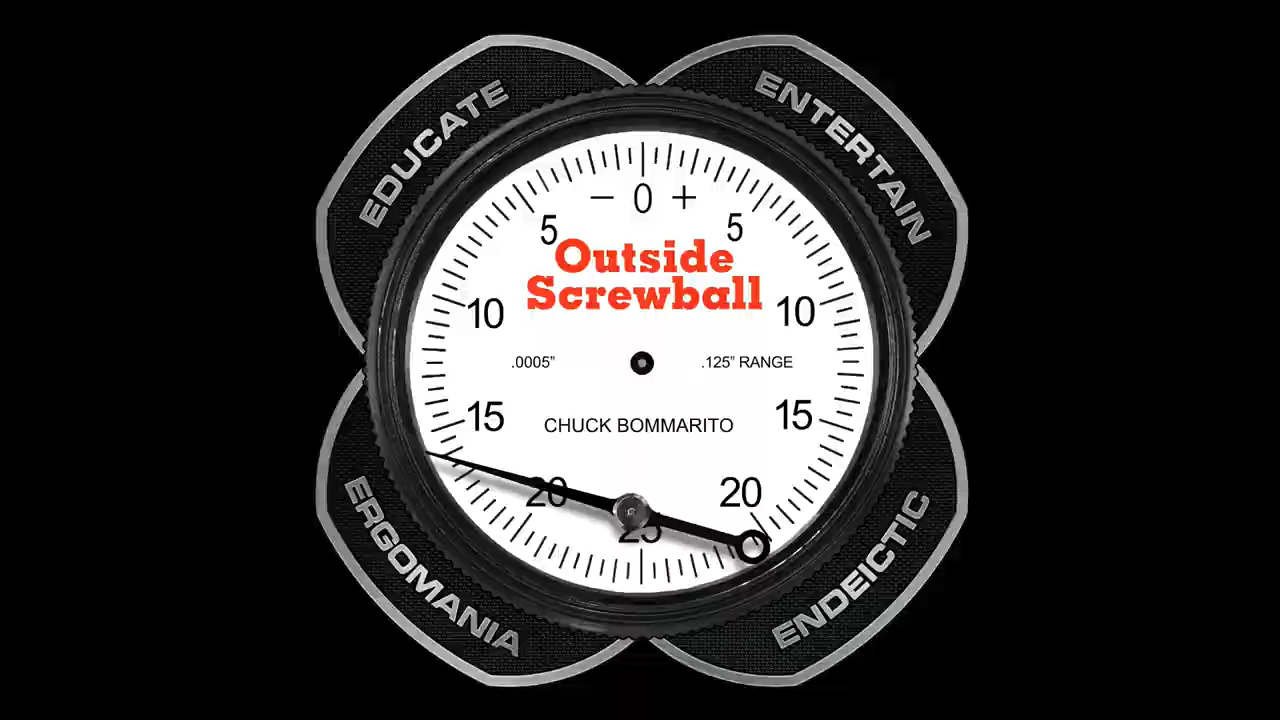 EDUCATE
ENTERTAIN
− 0 +
5 5
Outside
Screwball
10 10
.0005” .125” RANGE
15 15
CHUCK BOMMARITO
20 20
25
ERGOMANIA
ENDEICTIC